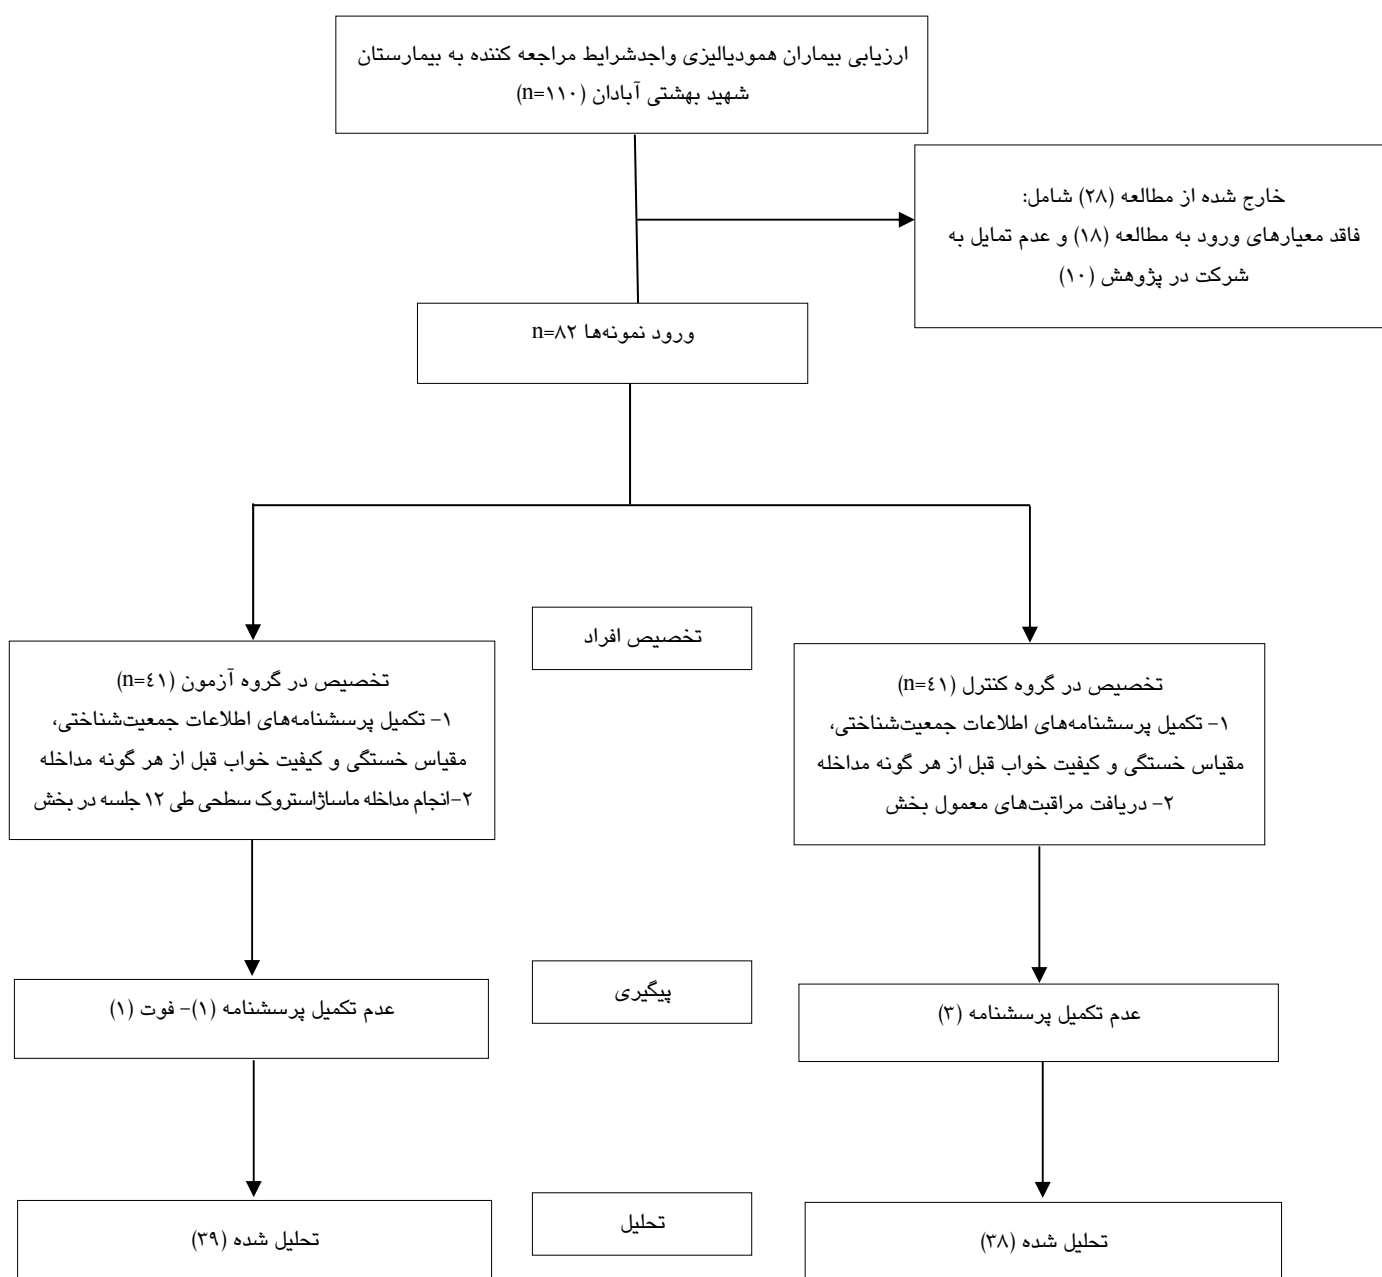 ارزیابی بیماران همودیالیزی واجدشرایط مراجعه کننده به بیمارستان
شهید بهشتی آبادان (n=۱۱۰)
خارج شده از مطالعه (۲۸) شامل:
فاقد معیارهای ورود به مطالعه (۱۸) و عدم تمایل به
شرکت در پژوهش (۱۰)
ورود نمونه‌ها n=۸۲
تخصیص افراد
تخصیص در گروه کنترل (n=٤۱)
۱- تکمیل پرسشنامه‌های اطلاعات جمعیت‌شناختی،
مقیاس خستگی و کیفیت خواب قبل از هر گونه مداخله
۲- دریافت مراقبت‌های معمول بخش
تخصیص در گروه آزمون (n=٤۱)
۱- تکمیل پرسشنامه‌های اطلاعات جمعیت‌شناختی،
مقیاس خستگی و کیفیت خواب قبل از هر گونه مداخله
۲-انجام مداخله ماساژاستروک سطحی طی ۱۲ جلسه در بخش
پیگیری
عدم تکمیل پرسشنامه (۳)
عدم تکمیل پرسشنامه (۱)- فوت (۱)
تحلیل
تحلیل شده (۳۸)
تحلیل شده (۳۹)